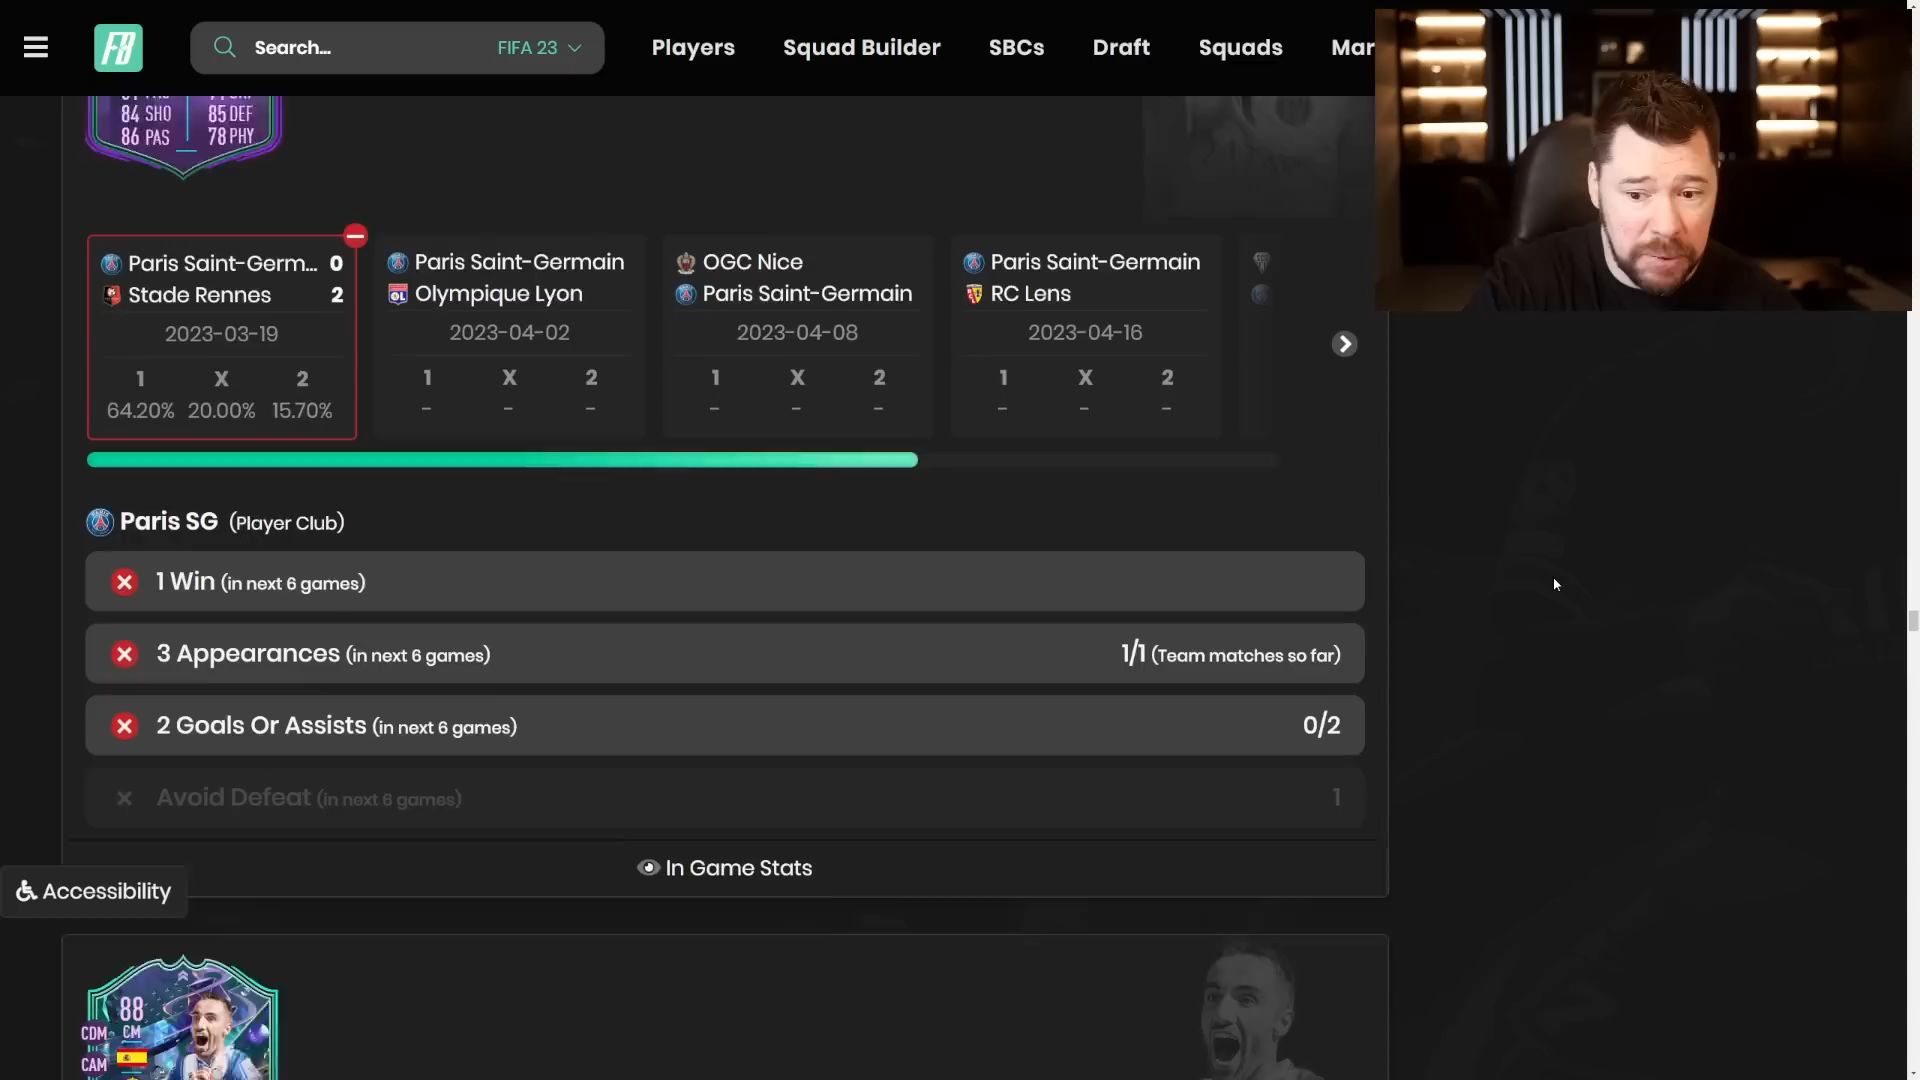 Search...
FIFA 23
Players
Squad Builder
SBCs
Draft
Squads
Mar
84 SHO
85 DEF
86 PAS
78 PHY
Paris Saint-Germ... 0
Stade Rennes 2
2023-03-19
1 X 2
64.20% 20.00% 15.70%
Paris Saint-Germain
Olympique Lyon
2023-04-02
1 X 2
- - -
OGC Nice
Paris Saint-Germain
2023-04-08
1 X 2
- - -
Paris Saint-Germain
RC Lens
2023-04-16
1 X 2
- - -
Paris SG (Player Club)
1 Win (in next 6 games)
3 Appearances (in next 6 games) 1/1 (Team matches so far)
2 Goals Or Assists (in next 6 games) 0/2
Avoid Defeat (in next 6 games) 1
In Game Stats
Accessibility
88
CDM CM
CAM